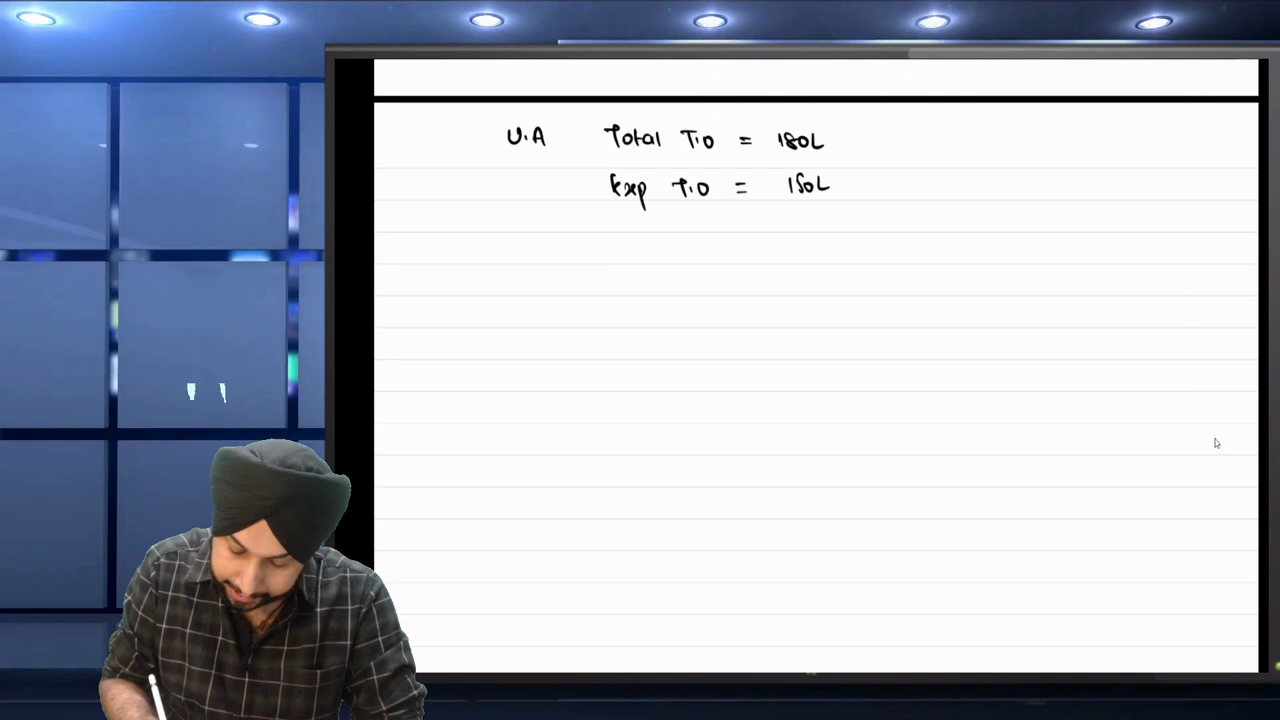 U.A Total T.O = 180L
Exp T.O = 150L